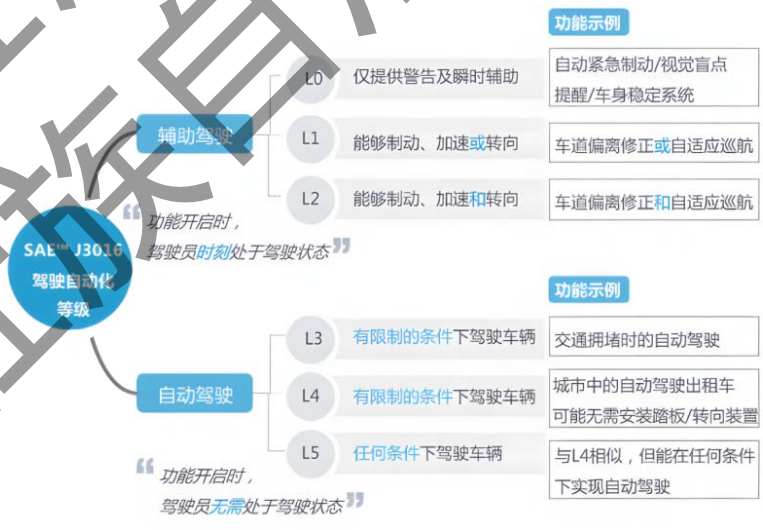 功能示例
L0 仅提供警告及瞬时辅助
自动紧急制动/视觉盲点
提醒/车身稳定系统
辅助驾驶
L1 能够制动、加速或转向
车道偏离修正或自适应巡航
L2 能够制动、加速和转向
车道偏离修正和自适应巡航
“功能开启时，
驾驶员时刻处于驾驶状态”
SAE™ J3016
驾驶自动化
等级
功能示例
L3 有限制的条件下驾驶车辆
交通拥堵时的自动驾驶
自动驾驶
L4 有限制的条件下驾驶车辆
城市中的自动驾驶出租车
可能无需安装踏板/转向装置
L5 任何条件下驾驶车辆
与L4相似，但能在任何条件
下实现自动驾驶
“功能开启时，
驾驶员无需处于驾驶状态”